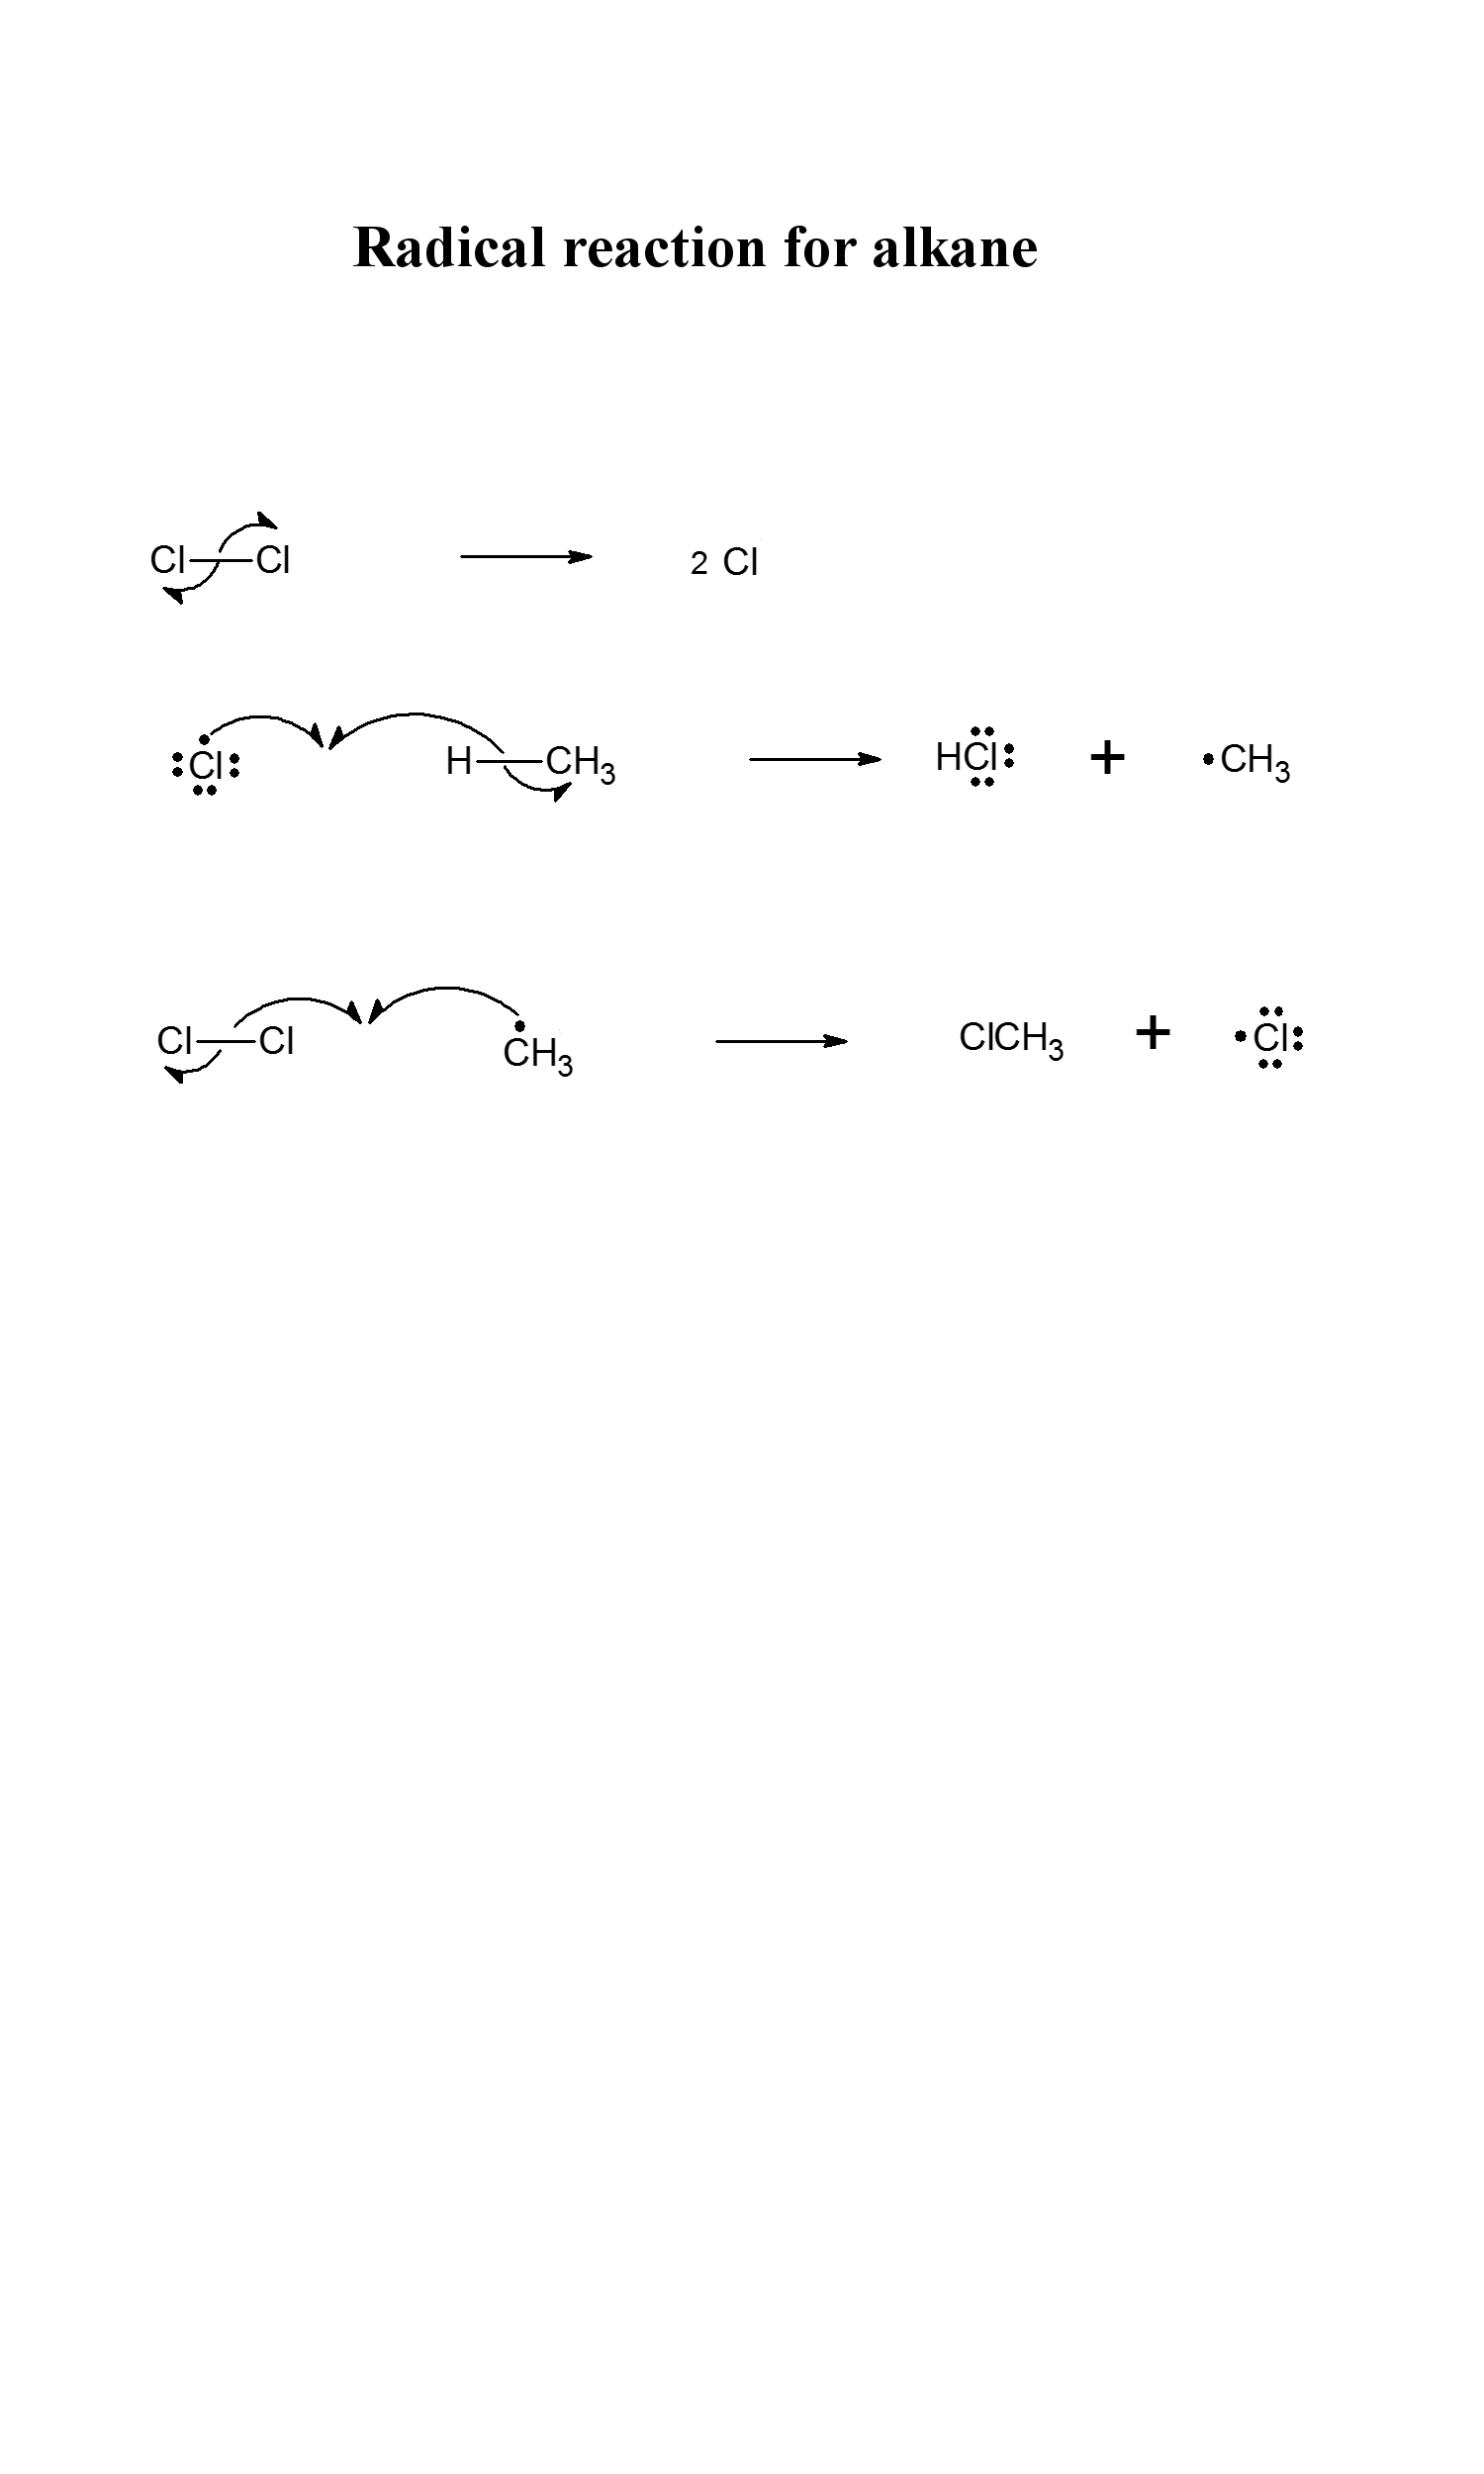 Radical reaction for alkane
Cl—Cl → 2 Cl
Cl H—CH₃ → HCl + •CH₃
Cl—Cl •CH₃ → ClCH₃ + •Cl